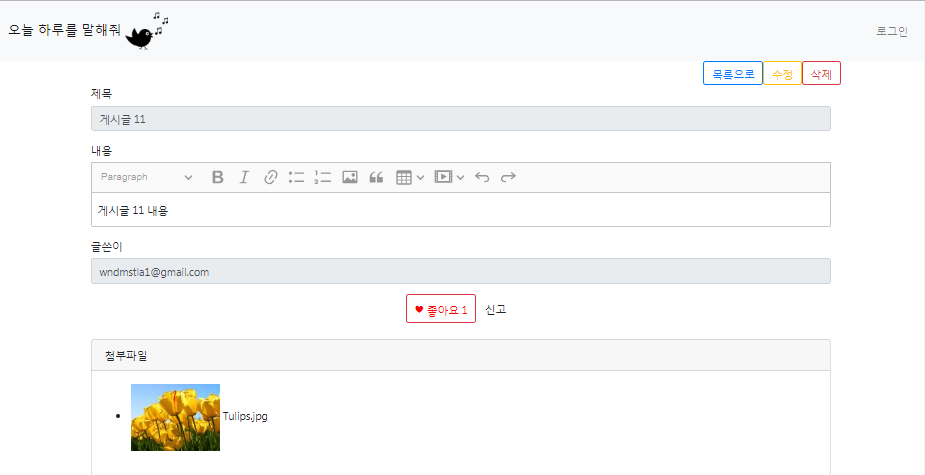 오늘 하루를 말해줘
로그인
목록으로 수정 삭제
제목
게시글 11
내용
Paragraph
게시글 11 내용
글쓴이
wndmstla1@gmail.com
좋아요 1 신고
첨부파일
Tulips.jpg